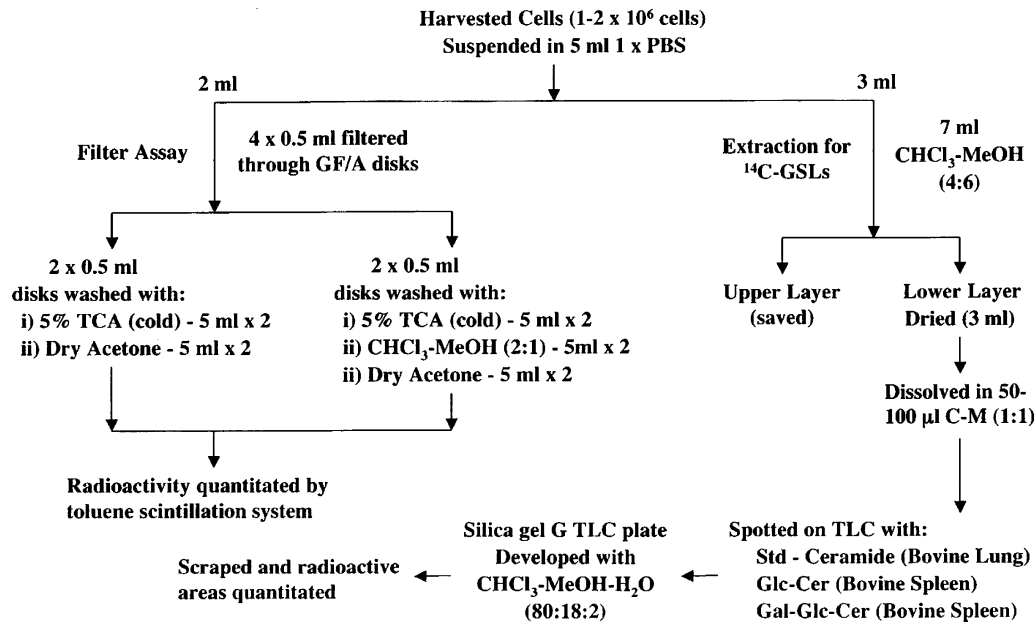 Harvested Cells (1-2 x 10⁶ cells)
Suspended in 5 ml 1 x PBS
2 ml
3 ml
Filter Assay
4 x 0.5 ml filtered
through GF/A disks
Extraction for
¹⁴C-GSLs
7 ml
CHCl₃-MeOH
(4:6)
2 x 0.5 ml
disks washed with:
i) 5% TCA (cold) - 5 ml x 2
ii) Dry Acetone - 5 ml x 2
2 x 0.5 ml
disks washed with:
i) 5% TCA (cold) - 5 ml x 2
ii) CHCl₃-MeOH (2:1) - 5ml x 2
ii) Dry Acetone - 5 ml x 2
Upper Layer
(saved)
Lower Layer
Dried (3 ml)
Dissolved in 50-
100 µl C-M (1:1)
Radioactivity quantitated by
toluene scintillation system
Spotted on TLC with:
Std - Ceramide (Bovine Lung)
Glc-Cer (Bovine Spleen)
Gal-Glc-Cer (Bovine Spleen)
Silica gel G TLC plate
Developed with
CHCl₃-MeOH-H₂O
(80:18:2)
Scraped and radioactive
areas quantitated